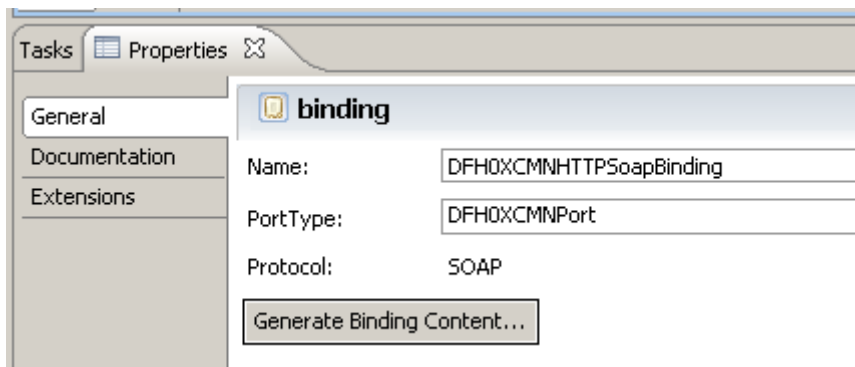 Tasks Properties
General
binding
Documentation
Name: DFH0XCMNHTTPSoapBinding
Extensions
PortType: DFH0XCMNPort
Protocol: SOAP
Generate Binding Content...